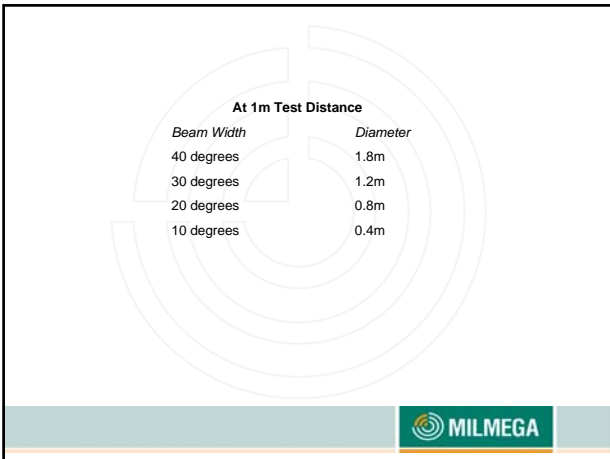 At 1m Test Distance
Beam Width Diameter
40 degrees 1.8m
30 degrees 1.2m
20 degrees 0.8m
10 degrees 0.4m
MILMEGA